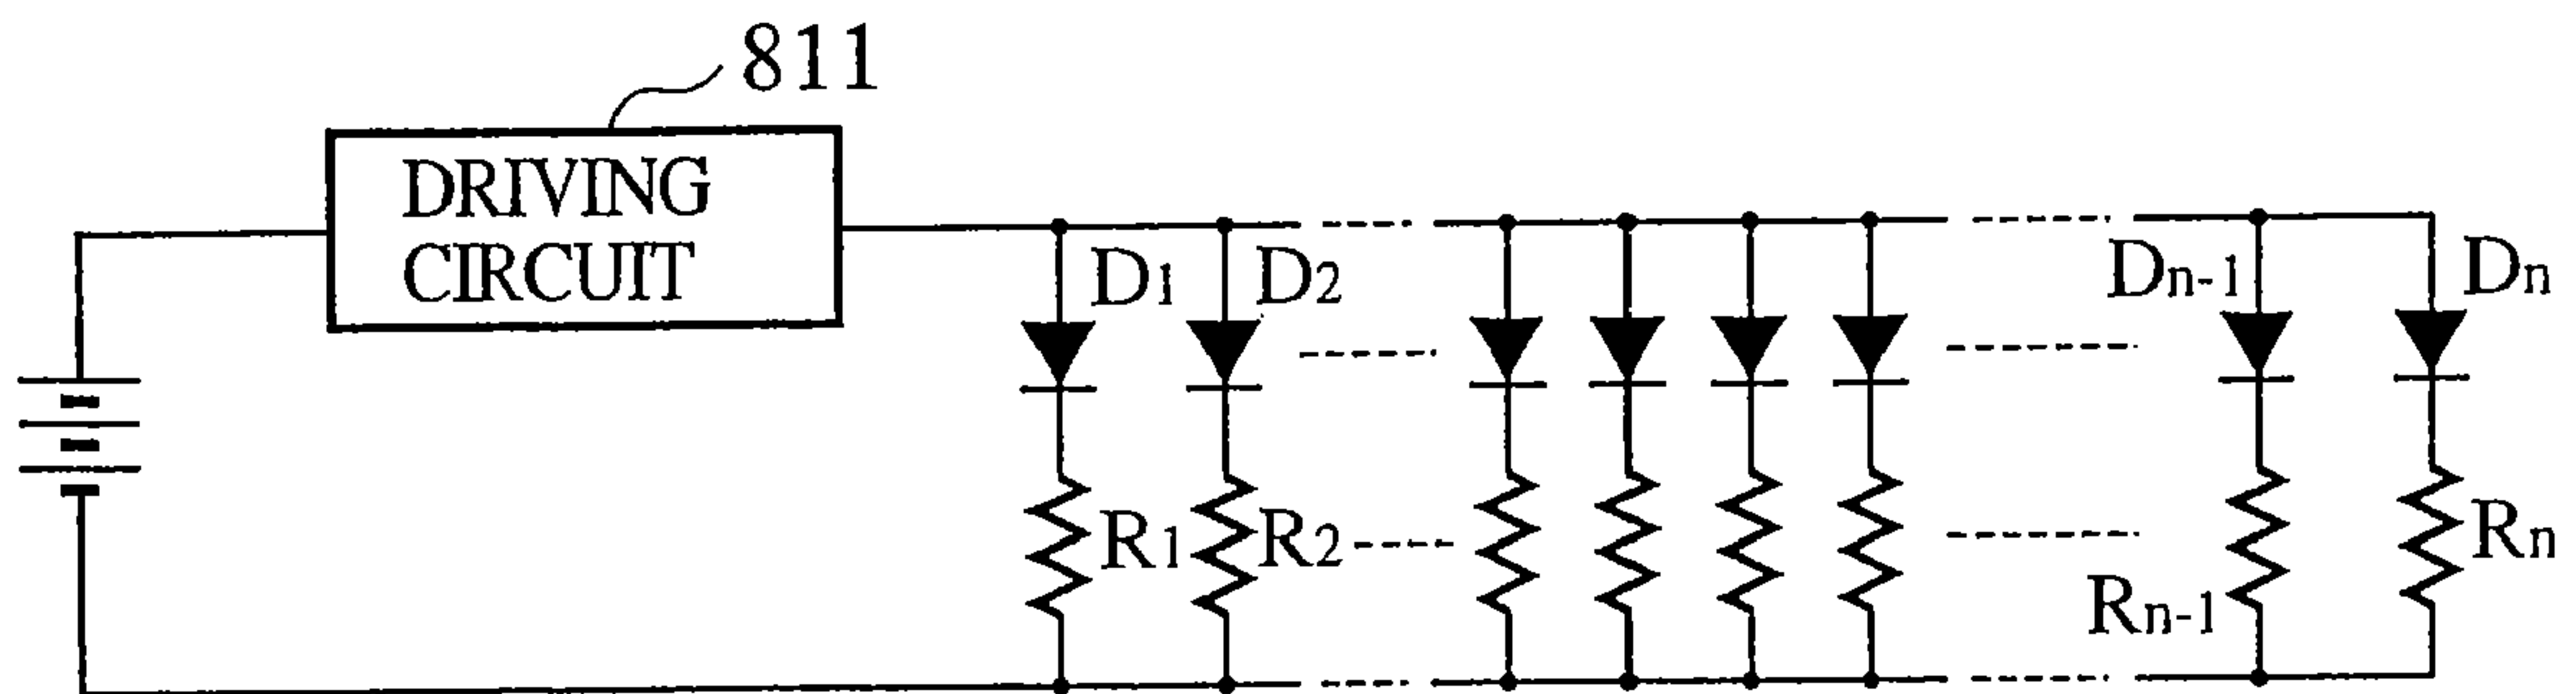 811
DRIVING
CIRCUIT
D1
D2
Dn-1
Dn
R1
R2
Rn-1
Rn